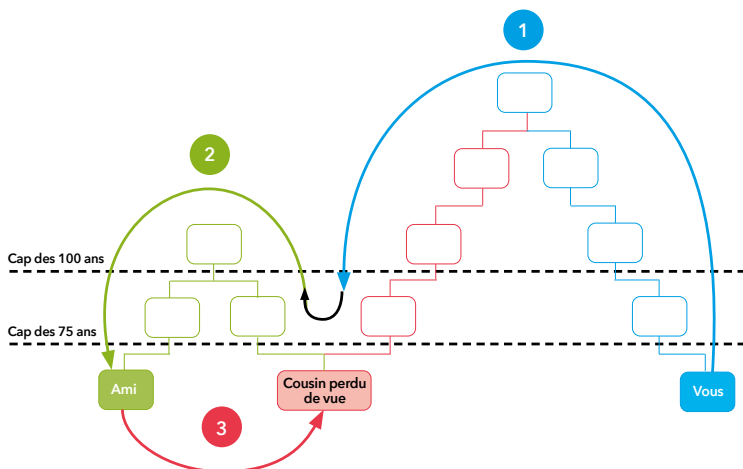 1
2
Cap des 100 ans
Cap des 75 ans
Ami
Cousin perdu
de vue
Vous
3